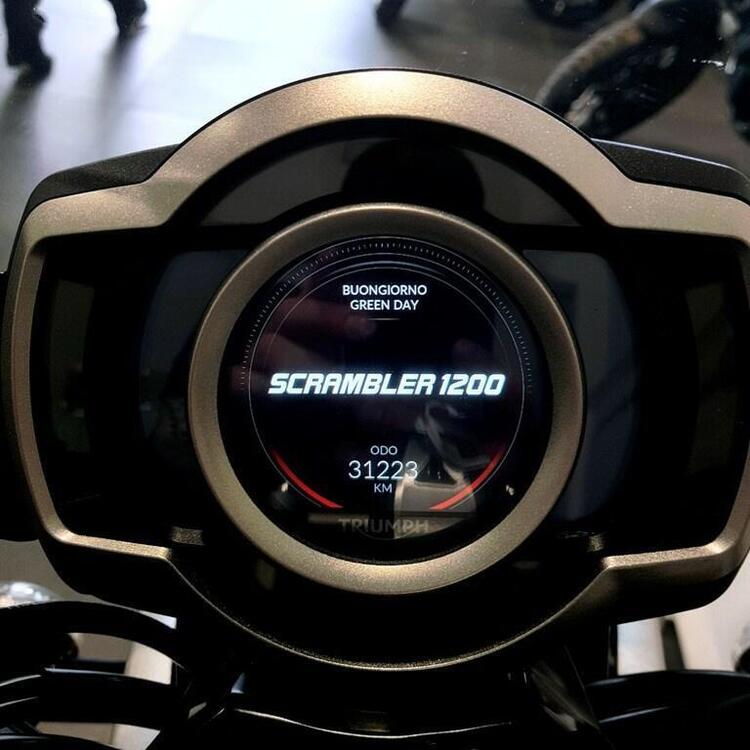 BUONGIORNO
GREEN DAY
SCRAMBLER 1200
ODO
31223
KM
TRIUMPH